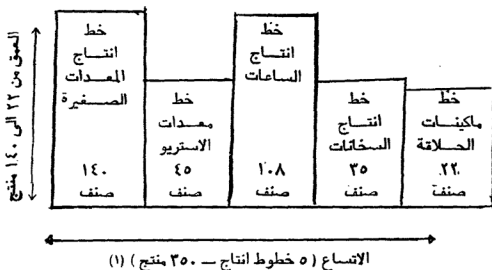 العمق من ٢٢ الى ١٤٠ منتج
خط
ماكينات
الحلاقة
٢٢
صنف
خط
انتاج
السخانات
٣٥
صنف
خط
انتاج
الساعات
١٠٨
صنف
خط
معدات
الاستريو
٤٥
صنف
خط
انتاج
المعدات
الصغيرة
١٤٠
صنف
الاتساع ( ٥ خطوط انتاج — ٣٥٠ منتج ) (١)